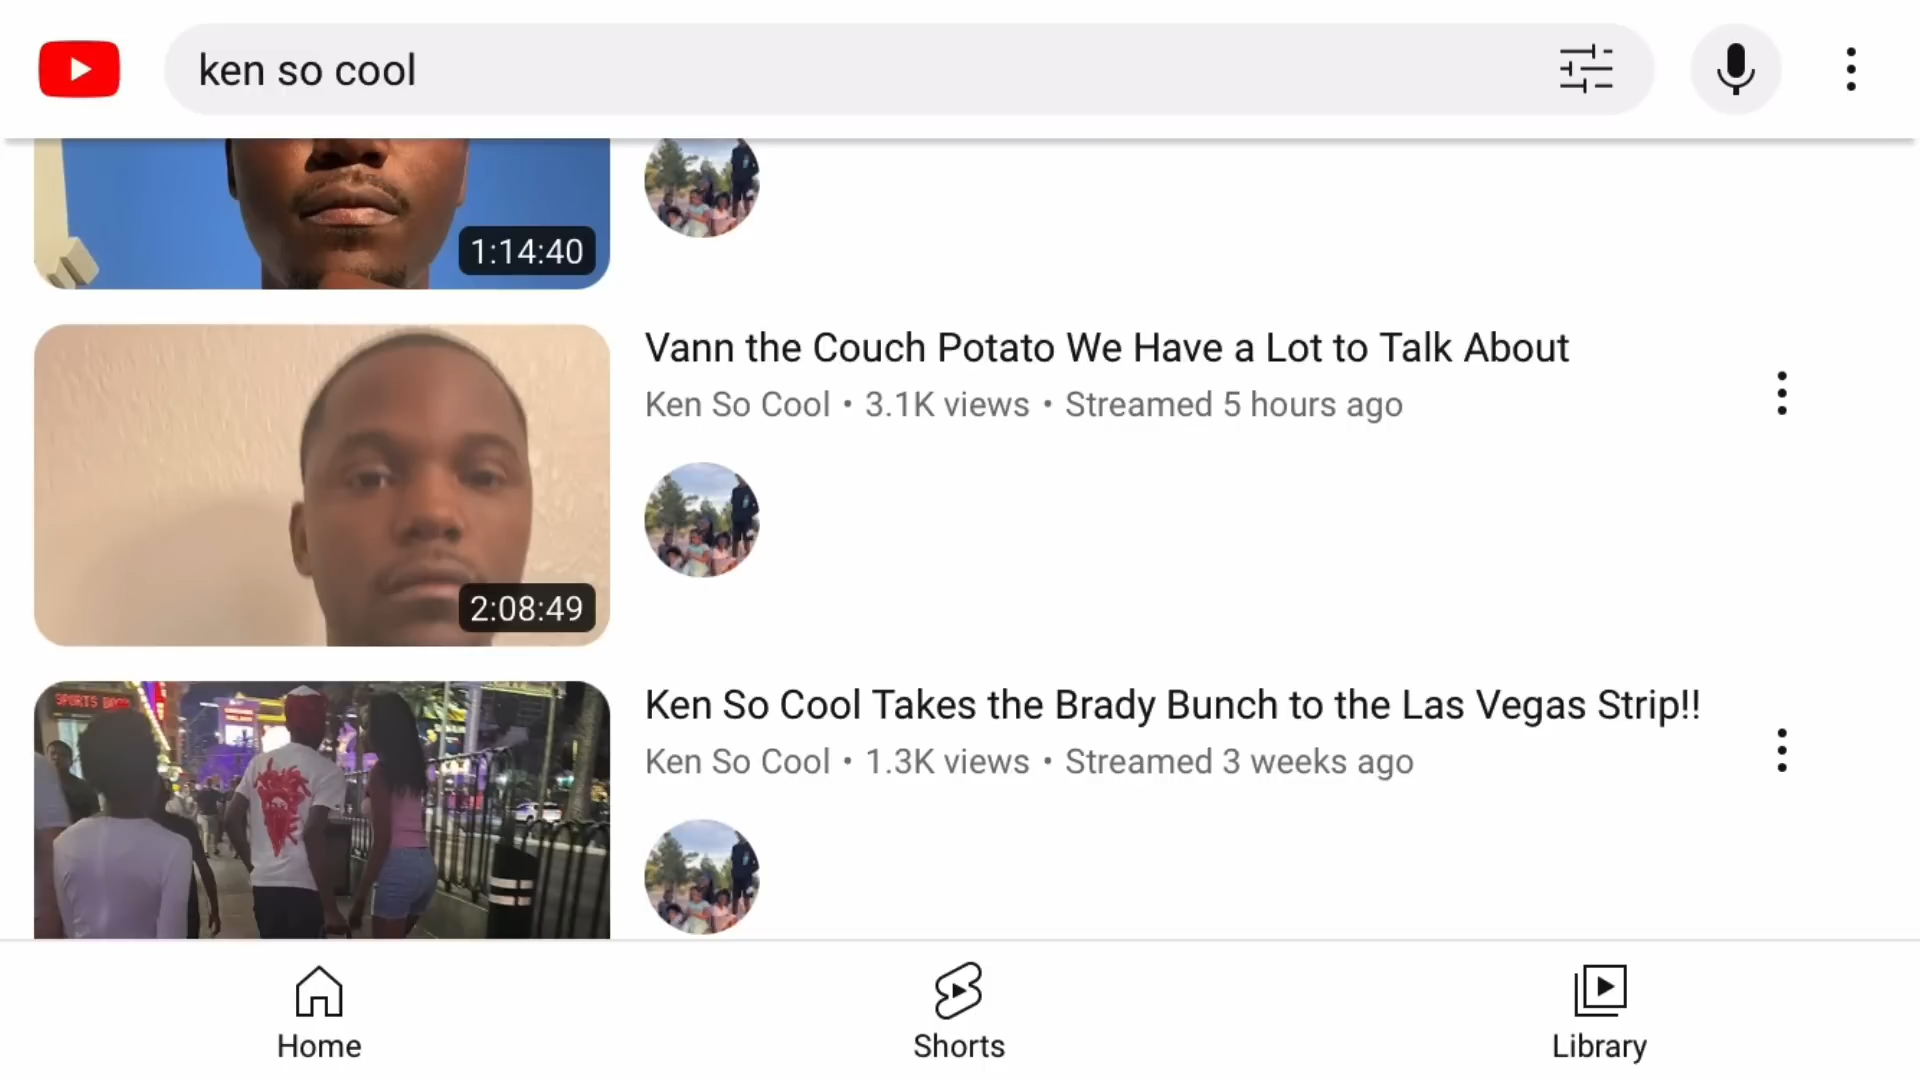 ken so cool
1:14:40
Vann the Couch Potato We Have a Lot to Talk About
Ken So Cool • 3.1K views • Streamed 5 hours ago
2:08:49
SPORTS
Ken So Cool Takes the Brady Bunch to the Las Vegas Strip!!
Ken So Cool • 1.3K views • Streamed 3 weeks ago
Home
Shorts
Library